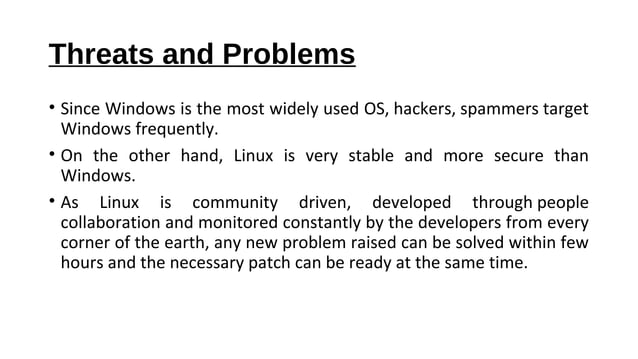 Threats and Problems
• Since Windows is the most widely used OS, hackers, spammers target
Windows frequently.
• On the other hand, Linux is very stable and more secure than
Windows.
• As Linux is community driven, developed through people
collaboration and monitored constantly by the developers from every
corner of the earth, any new problem raised can be solved within few
hours and the necessary patch can be ready at the same time.